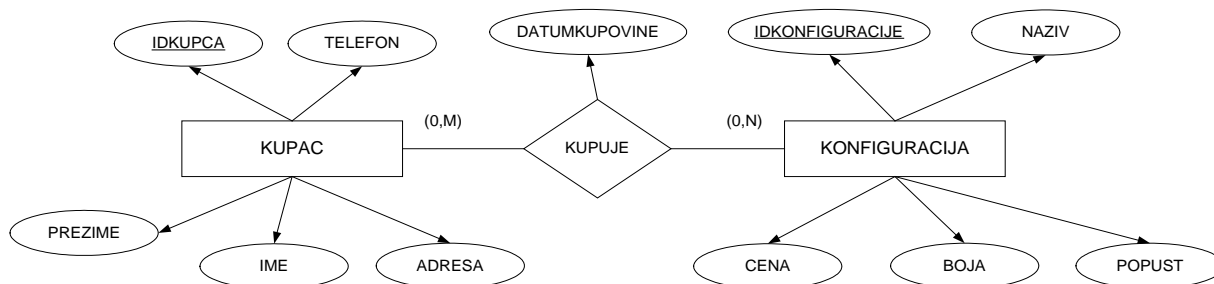 DATUMKUPOVINE
IDKONFIGURACIJE
NAZIV
IDKUPCA
TELEFON
(0,M)
(0,N)
KUPAC
KUPUJE
KONFIGURACIJA
PREZIME
IME
ADRESA
CENA
BOJA
POPUST